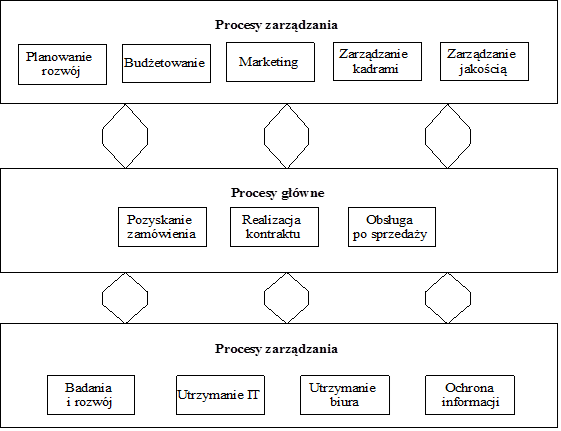 Procesy zarządzania
Planowanie
rozwój
Budżetowanie
Marketing
Zarządzanie
kadrami
Zarządzanie
jakością
Procesy główne
Pozyskanie
zamówienia
Realizacja
kontraktu
Obsługa
po sprzedaży
Procesy zarządzania
Badania
i rozwój
Utrzymanie IT
Utrzymanie
biura
Ochrona
informacji